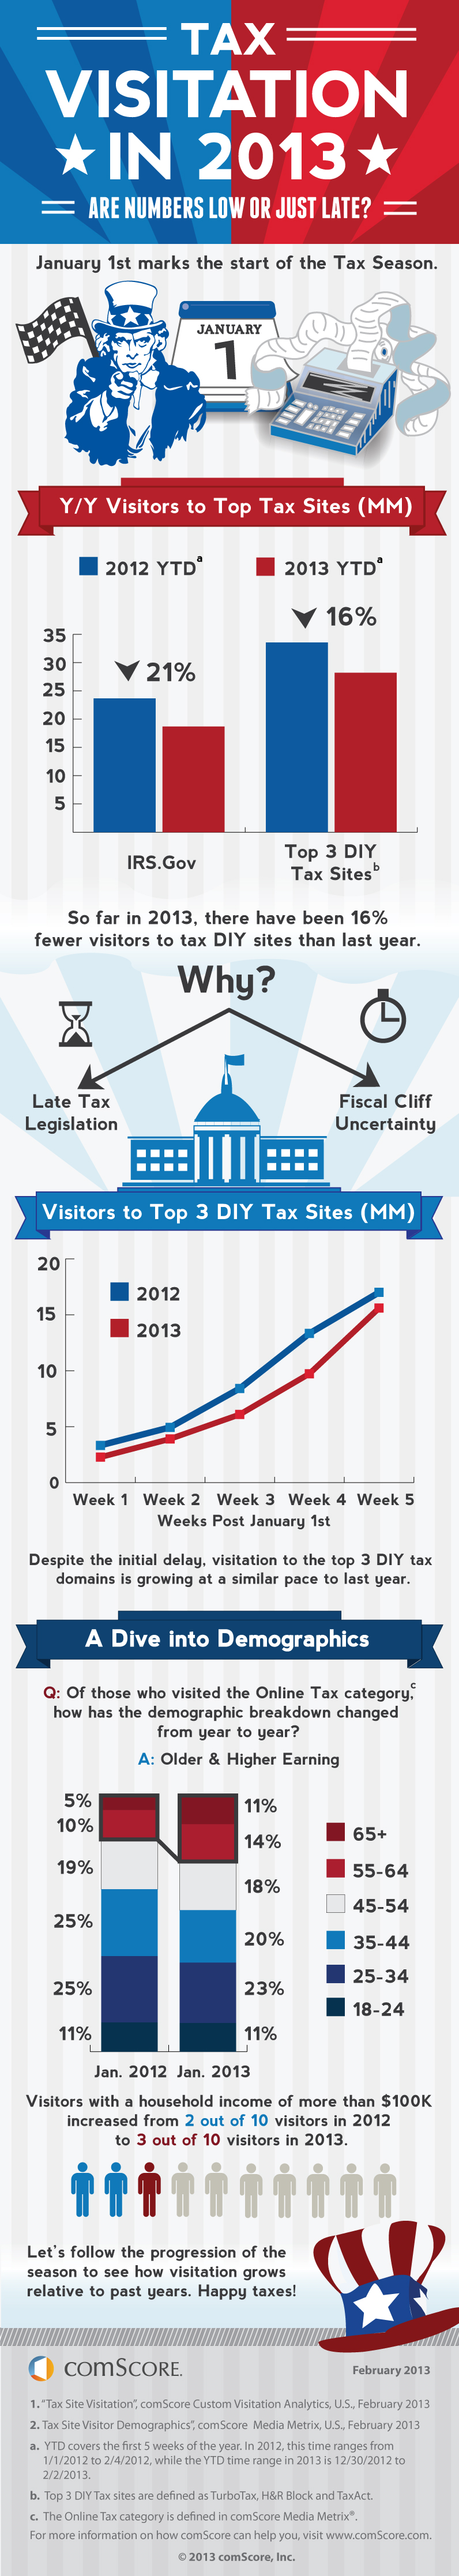 TAX
VISITATION
IN 2013
ARE NUMBERS LOW OR JUST LATE?
January 1st marks the start of the Tax Season.
JANUARY
1
Y/Y Visitors to Top Tax Sites (MM)
2012 YTDa
2013 YTDa
16%
21%
35
30
25
20
15
10
5
IRS.Gov
Top 3 DIY
Tax Sitesb
So far in 2013, there have been 16%
fewer visitors to tax DIY sites than last year.
Why?
Late Tax
Legislation
Fiscal Cliff
Uncertainty
Visitors to Top 3 DIY Tax Sites (MM)
20
15
10
5
0
2012
2013
Week 1 Week 2 Week 3 Week 4 Week 5
Weeks Post January 1st
Despite the initial delay, visitation to the top 3 DIY tax
domains is growing at a similar pace to last year.
A Dive into Demographics
Q: Of those who visited the Online Tax category,c
how has the demographic breakdown changed
from year to year?
A: Older & Higher Earning
5%
10%
19%
25%
25%
11%
11%
14%
18%
20%
23%
11%
65+
55-64
45-54
35-44
25-34
18-24
Jan. 2012 Jan. 2013
Visitors with a household income of more than $100K
increased from 2 out of 10 visitors in 2012
to 3 out of 10 visitors in 2013.
Let's follow the progression of the
season to see how visitation grows
relative to past years. Happy taxes!
comSCORE.
February 2013
1. "Tax Site Visitation", comScore Custom Visitation Analytics, U.S., February 2013
2. Tax Site Visitor Demographics", comScore Media Metrix, U.S., February 2013
a. YTD covers the first 5 weeks of the year. In 2012, this time ranges from
1/1/2012 to 2/4/2012, while the YTD time range in 2013 is 12/30/2012 to
2/2/2013.
b. Top 3 DIY Tax sites are defined as TurboTax, H&R Block and TaxAct.
c. The Online Tax category is defined in comScore Media Metrix®.
For more information on how comScore can help you, visit www.comScore.com.
© 2013 comScore, Inc.